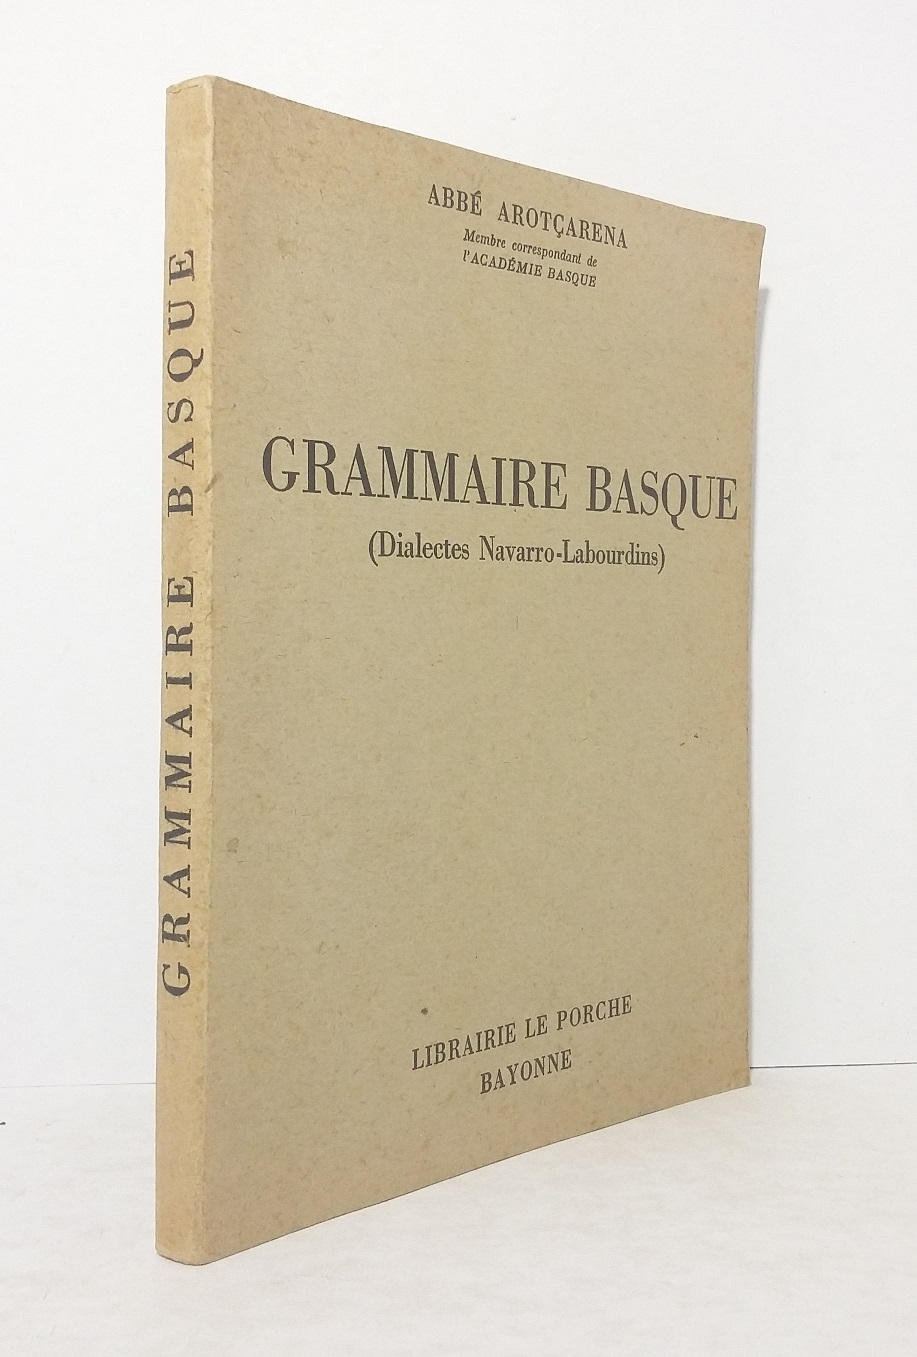 GRAMMAIRE BASQUE
ABBÉ AROTÇARENA
Membre correspondant de
l'ACADÉMIE BASQUE
GRAMMAIRE BASQUE
(Dialectes Navarro-Labourdins)
LIBRAIRIE LE PORCHE
BAYONNE